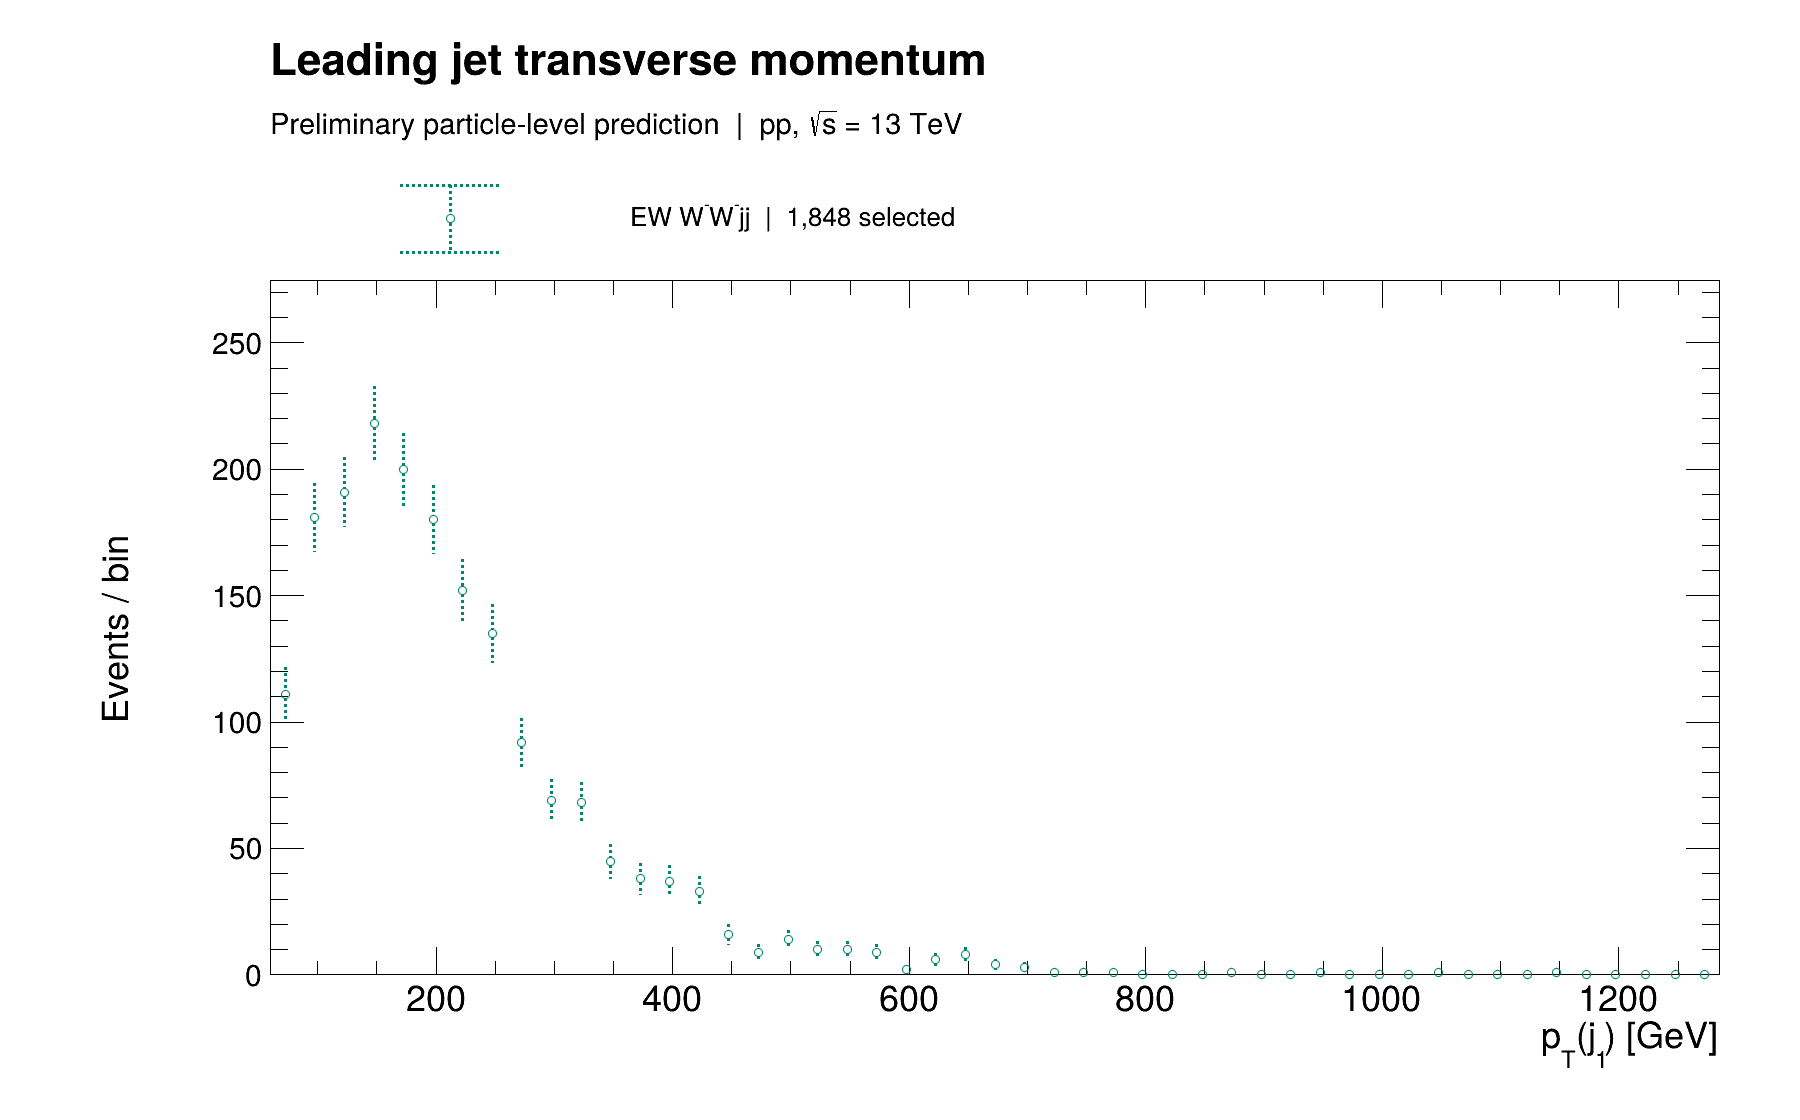 Leading jet transverse momentum
Preliminary particle-level prediction | pp, √s = 13 TeV
EW W⁻W⁻jj | 1,848 selected
250
200
150
100
50
0
Events / bin
200 400 600 800 1000 1200
p_T(j_1) [GeV]